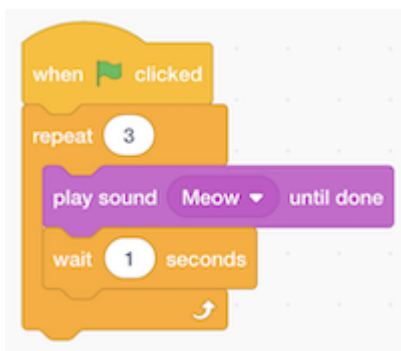 when clicked
repeat 3
play sound Meow until done
wait 1 seconds